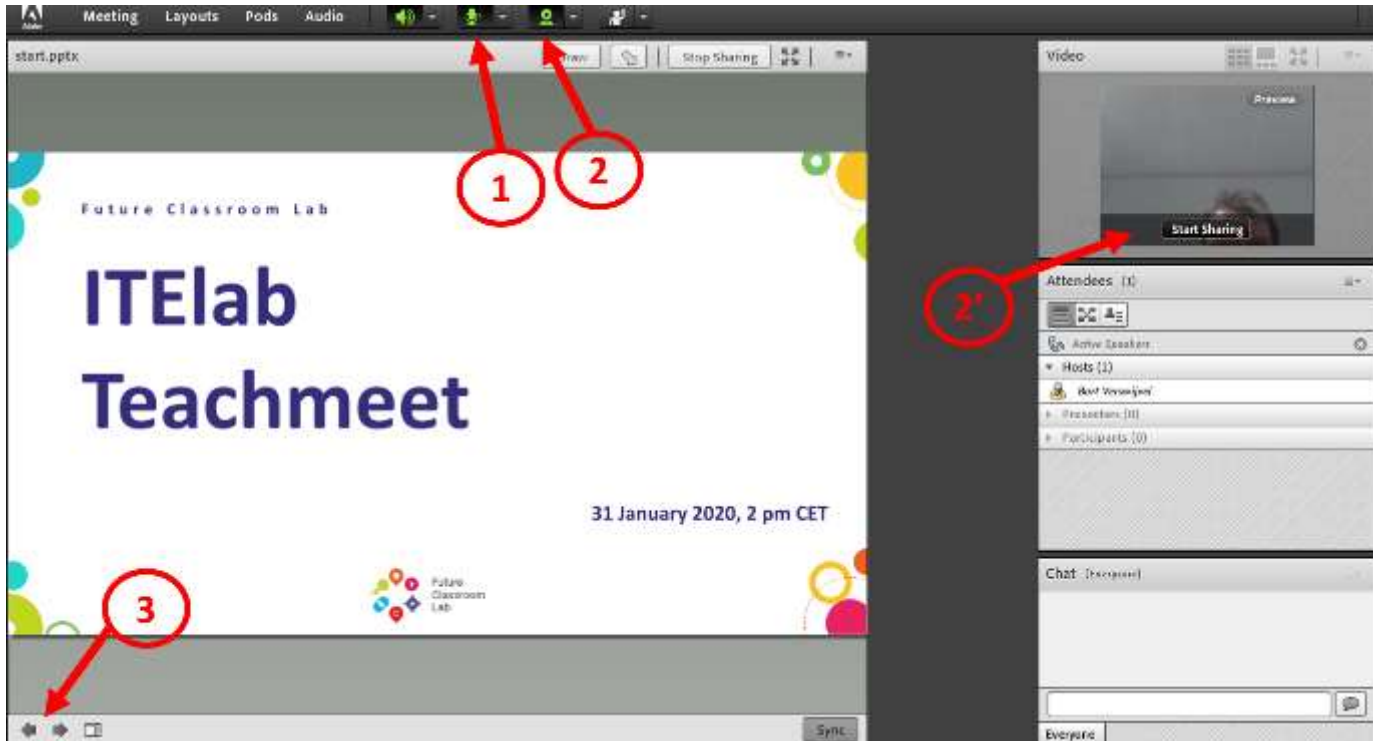 Adobe
Meeting Layouts Pods Audio
start.pptx
Draw
Stop Sharing
1
2
Future Classroom Lab
ITElab
Teachmeet
31 January 2020, 2 pm CET
Future
Classroom
Lab
3
Sync
Video
Preview
Start Sharing
2'
Attendees (1)
Active Speakers
Hosts (1)
Bart
Presenters (0)
Participants (0)
Chat (Everyone)
Everyone